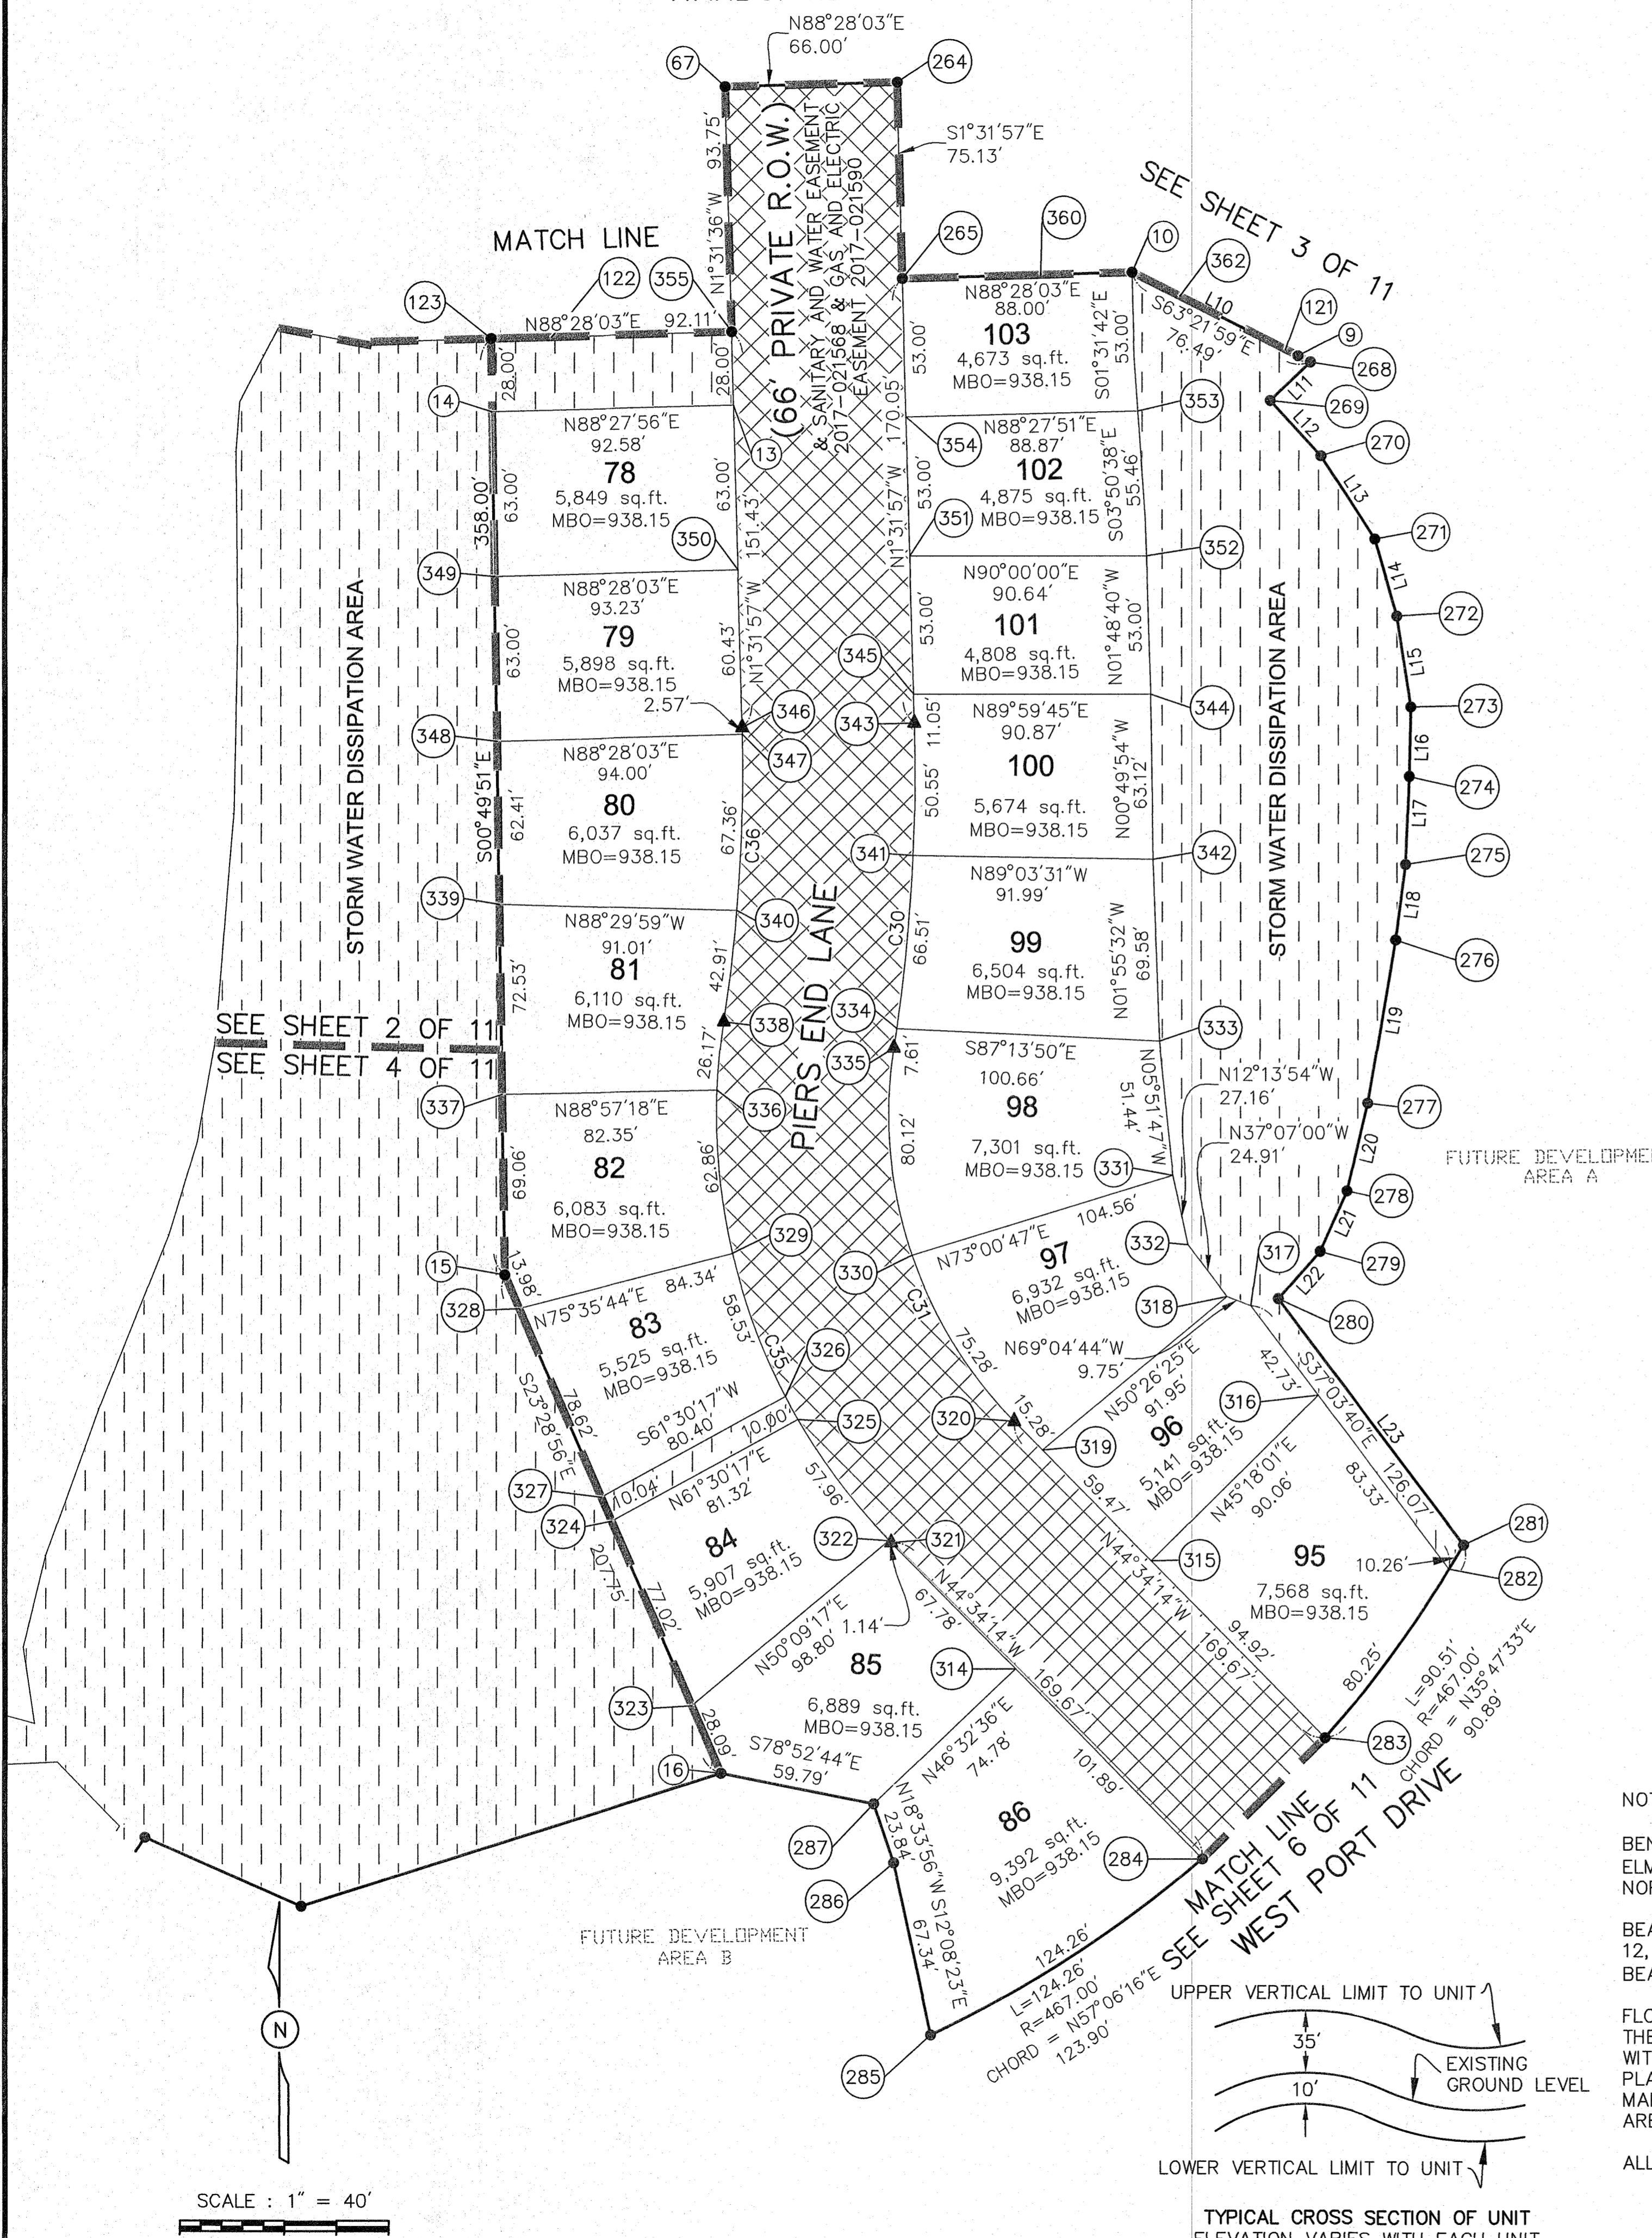 N88°28'03"E
66.00'
67
264
N1°31'36"W 93.75'
(66' PRIVATE R.O.W.)
& SANITARY AND WATER EASEMENT
2017-021568 & GAS AND ELECTRIC
EASEMENT 2017-021590
S1°31'57"E
75.13'
SEE SHEET 3 OF 11
MATCH LINE
123
122
355
265
360
10
362
L10
S63°21'59"E
76.49'
121
9
268
L11
269
L12
270
L13
271
L14
272
L15
273
L16
274
L17
275
L18
276
L19
277
L20
278
L21
279
L22
280
N88°28'03"E 92.11'
28.00'
28.00'
14
13
N88°27'56"E
92.58'
78
5,849 sq.ft.
MBO=938.15
358.00'
63.00'
63.00'
151.43'
349
350
N88°28'03"E
93.23'
79
5,898 sq.ft.
MBO=938.15
63.00'
60.43'
N1°31'57"W
2.57'
346
347
348
N88°28'03"E
94.00'
80
6,037 sq.ft.
MBO=938.15
S00°49'51"E
62.41'
67.36'
C36
339
340
N88°29'59"W
91.01'
81
6,110 sq.ft.
MBO=938.15
72.53'
42.91'
338
26.17'
STORM WATER DISSIPATION AREA
SEE SHEET 2 OF 11
SEE SHEET 4 OF 11
337
336
N88°57'18"E
82.35'
82
6,083 sq.ft.
MBO=938.15
69.06'
62.86'
329
15
13.98'
328
N75°35'44"E 84.34'
83
5,525 sq.ft.
MBO=938.15
58.53'
C35
326
S23°28'56"E
78.62'
S61°30'17"W
80.40'
10.00'
325
327
10.04'
324
N61°30'17"E
81.32'
84
5,907 sq.ft.
MBO=938.15
57.96'
207.75'
77.02'
322
321
N50°09'17"E
98.80'
1.14'
85
6,889 sq.ft.
MBO=938.15
N44°34'14"W
67.78'
323
28.09'
S78°52'44"E
59.79'
16
314
N46°32'36"E
74.78'
169.67'
101.89'
86
9,392 sq.ft.
MBO=938.15
N18°33'56"W
23.84'
287
286
S12°08'23"E
67.34'
285
284
124.26'
L=124.26'
R=467.00'
CHORD = N57°06'16"E
123.90'
N88°28'03"E
88.00'
103
4,673 sq.ft.
MBO=938.15
53.00'
S01°31'42"E
53.00'
170.05'
353
354
N88°27'51"E
88.87'
102
4,875 sq.ft.
MBO=938.15
53.00'
S03°50'38"E
55.46'
N1°31'57"W
351
352
N90°00'00"E
90.64'
101
4,808 sq.ft.
MBO=938.15
53.00'
N01°48'40"W
53.00'
345
344
343
11.05'
N89°59'45"E
90.87'
100
5,674 sq.ft.
MBO=938.15
50.55'
N00°49'54"W
63.12'
341
342
N89°03'31"W
91.99'
99
6,504 sq.ft.
MBO=938.15
C30
66.51'
N01°55'32"W
69.58'
STORM WATER DISSIPATION AREA
PIERS END LANE
334
335
333
7.61'
S87°13'50"E
100.66'
98
7,301 sq.ft.
MBO=938.15
80.12'
N05°51'47"W
51.44'
N12°13'54"W
27.16'
N37°07'00"W
24.91'
FUTURE DEVELOPME
AREA A
331
332
330
N73°00'47"E 104.56'
97
6,932 sq.ft.
MBO=938.15
C31
75.28'
317
318
N69°04'44"W
9.75'
320
15.28'
319
N50°26'25"E
91.95'
96
5,141 sq.ft.
MBO=938.15
59.47'
42.73'
316
S37°03'40"E
L23
126.07'
83.33'
N45°18'01"E
90.06'
315
N44°34'14"W
95
7,568 sq.ft.
MBO=938.15
94.92'
169.67'
281
10.26'
282
80.25'
L=90.51'
R=467.00'
CHORD = N35°47'33"E
90.89'
283
MATCH LINE
SEE SHEET 6 OF 11
WEST PORT DRIVE
FUTURE DEVELOPMENT
AREA B
N
SCALE : 1" = 40'
UPPER VERTICAL LIMIT TO UNIT
35'
EXISTING
GROUND LEVEL
10'
LOWER VERTICAL LIMIT TO UNIT
TYPICAL CROSS SECTION OF UNIT
ELEVATION VARIES WITH EACH UNIT
NOT
BEN
ELM
NOR
BEA
12,
BEA
FLO
THE
WIT
PLA
MAI
ARE
ALL